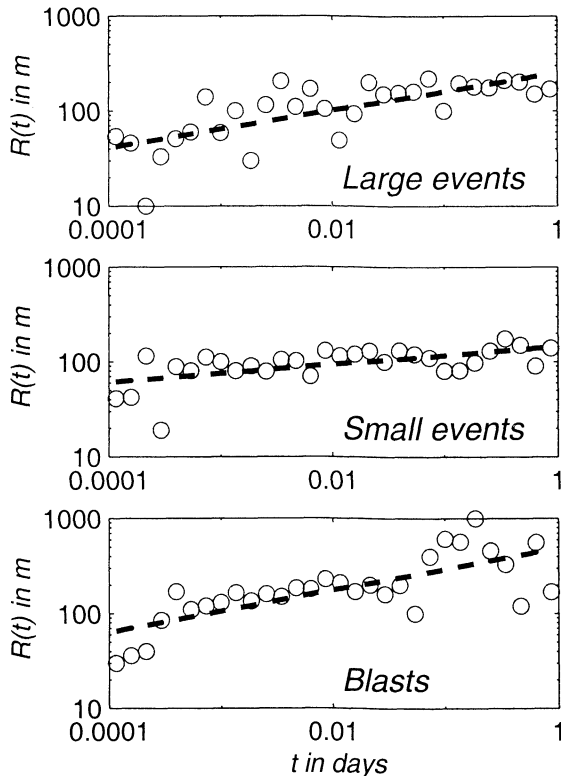 1000
100
10
R(t) in m
Large events
0.0001
0.01
1
1000
100
10
R(t) in m
Small events
0.0001
0.01
1
1000
100
10
R(t) in m
Blasts
0.0001
0.01
1
t in days